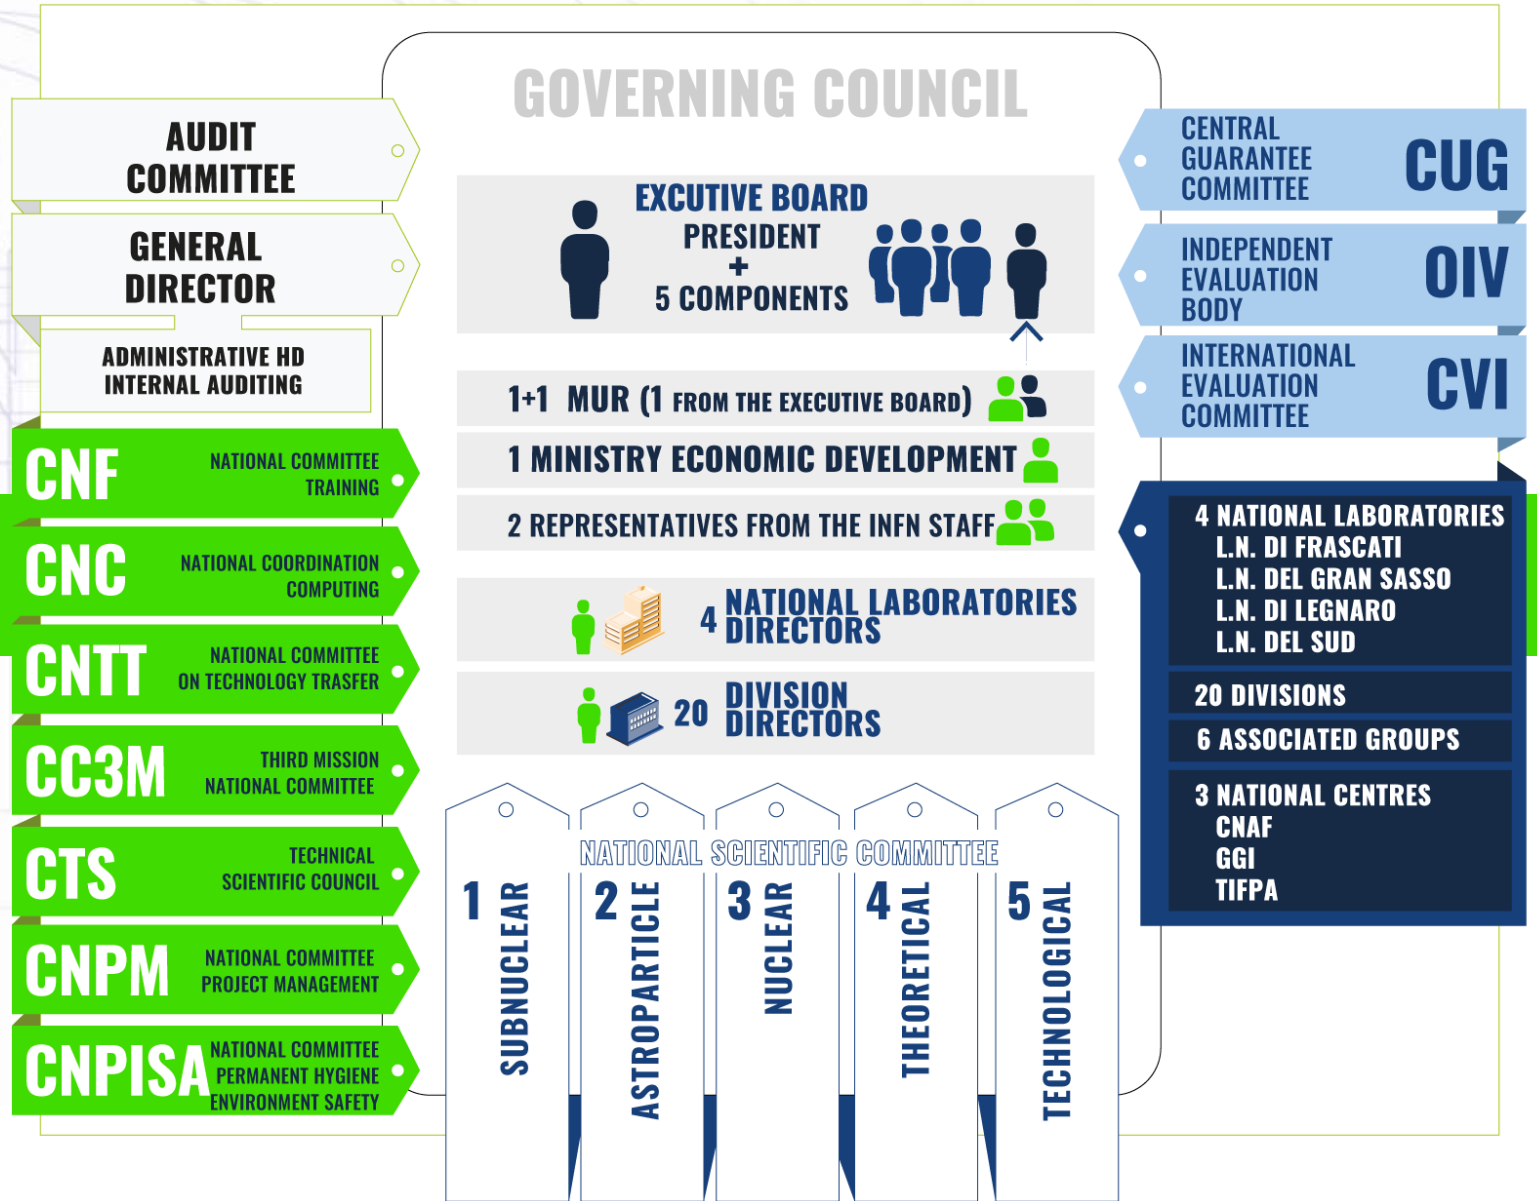 GOVERNING COUNCIL
AUDIT
COMMITTEE
GENERAL
DIRECTOR
ADMINISTRATIVE HD
INTERNAL AUDITING
CNF
NATIONAL COMMITTEE
TRAINING
CNC
NATIONAL COORDINATION
COMPUTING
CNTT
NATIONAL COMMITTEE
ON TECHNOLOGY TRASFER
CC3M
THIRD MISSION
NATIONAL COMMITTEE
CTS
TECHNICAL
SCIENTIFIC COUNCIL
CNPM
NATIONAL COMMITTEE
PROJECT MANAGEMENT
CNPISA
NATIONAL COMMITTEE
PERMANENT HYGIENE
ENVIRONMENT SAFETY
EXCUTIVE BOARD
PRESIDENT
+
5 COMPONENTS
1+1 MUR (1 FROM THE EXECUTIVE BOARD)
1 MINISTRY ECONOMIC DEVELOPMENT
2 REPRESENTATIVES FROM THE INFN STAFF
4 NATIONAL LABORATORIES
DIRECTORS
20 DIVISION
DIRECTORS
NATIONAL SCIENTIFIC COMMITTEE
1 SUBNUCLEAR
2 ASTROPARTICLE
3 NUCLEAR
4 THEORETICAL
5 TECHNOLOGICAL
CENTRAL
GUARANTEE
COMMITTEE
CUG
INDEPENDENT
EVALUATION
BODY
OIV
INTERNATIONAL
EVALUATION
COMMITTEE
CVI
4 NATIONAL LABORATORIES
L.N. DI FRASCATI
L.N. DEL GRAN SASSO
L.N. DI LEGNARO
L.N. DEL SUD
20 DIVISIONS
6 ASSOCIATED GROUPS
3 NATIONAL CENTRES
CNAF
GGI
TIFPA